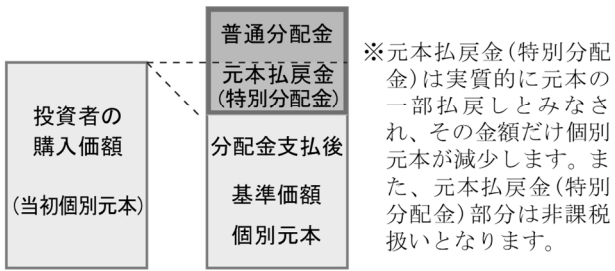 普通分配金
元本払戻金
(特別分配金)
投資者の
購入価額
(当初個別元本)
分配金支払後
基準価額
個別元本
※元本払戻金(特別分配
金)は実質的に元本の
一部払戻しとみなさ
れ、その金額だけ個別
元本が減少します。ま
た、元本払戻金(特別
分配金)部分は非課税
扱いとなります。